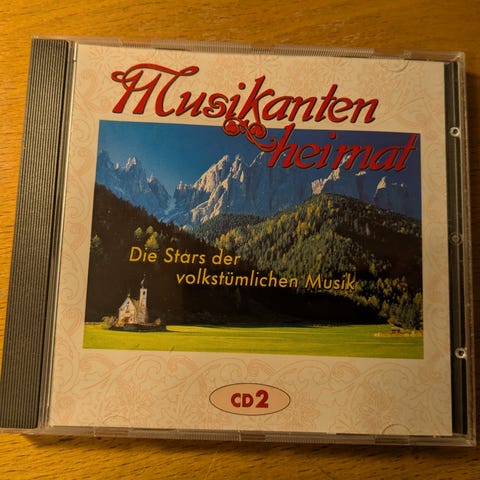 Musikanten
heimat
Die Stars der
volkstümlichen Musik
CD2